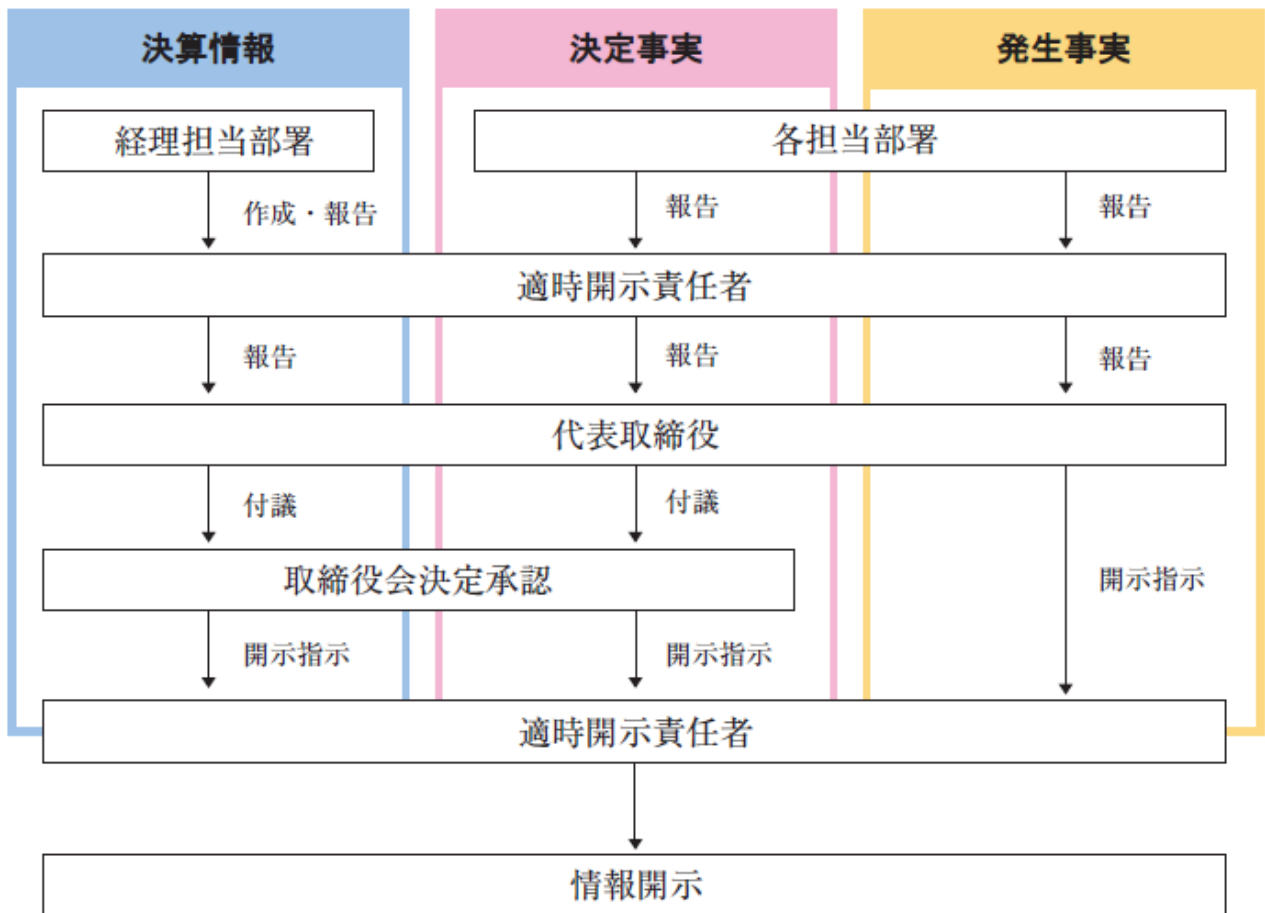 決算情報
決定事実
発生事実
経理担当部署
各担当部署
作成・報告
報告
報告
適時開示責任者
報告
報告
報告
代表取締役
付議
付議
取締役会決定承認
開示指示
開示指示
開示指示
適時開示責任者
情報開示